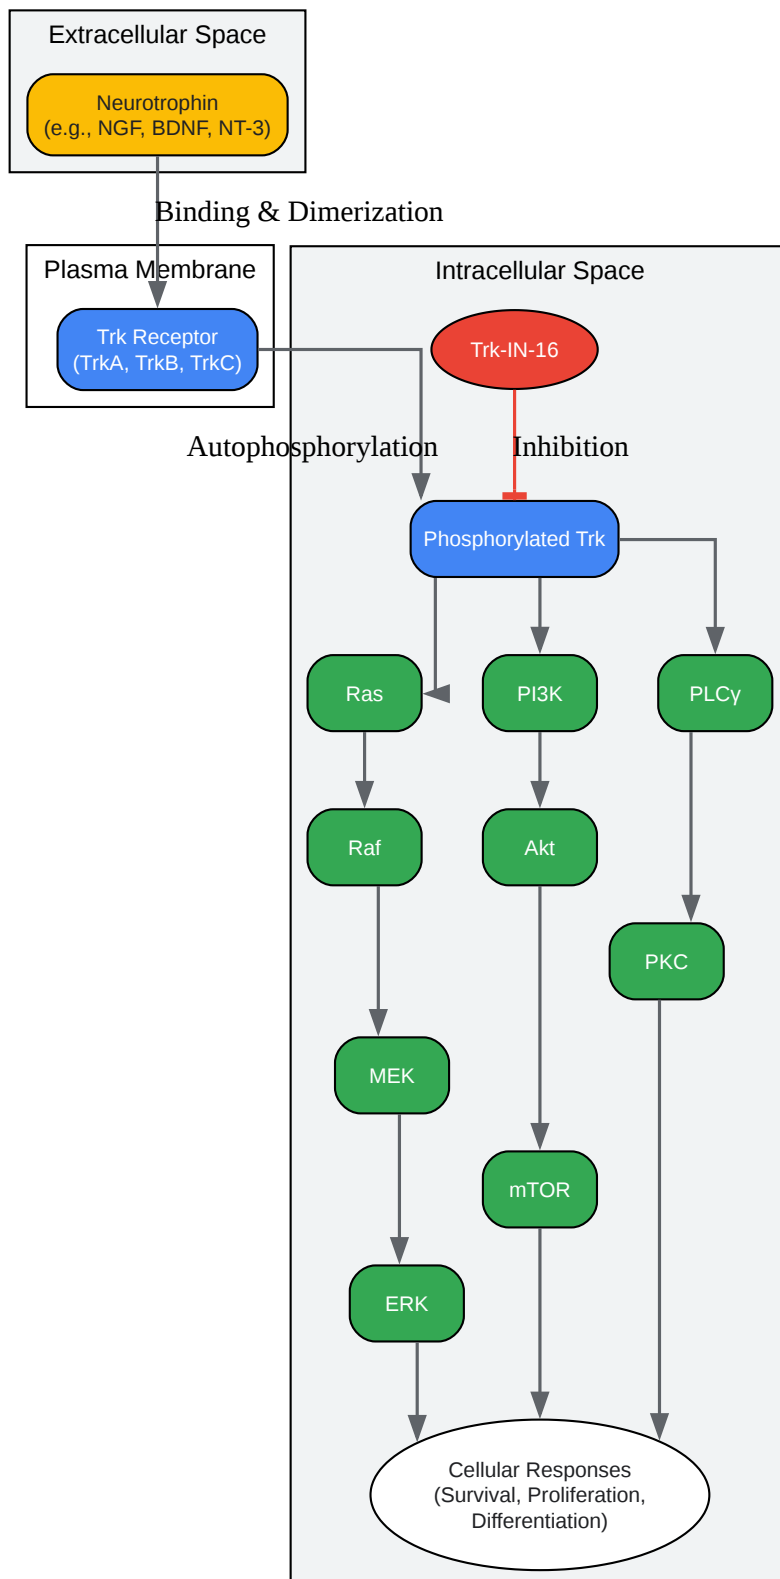 Extracellular Space
Neurotrophin
(e.g., NGF, BDNF, NT-3)
Binding & Dimerization
Plasma Membrane
Trk Receptor
(TrkA, TrkB, TrkC)
Intracellular Space
Trk-IN-16
Autophosphorylation
Inhibition
Phosphorylated Trk
Ras
PI3K
PLCγ
Raf
Akt
PKC
MEK
mTOR
ERK
Cellular Responses
(Survival, Proliferation,
Differentiation)